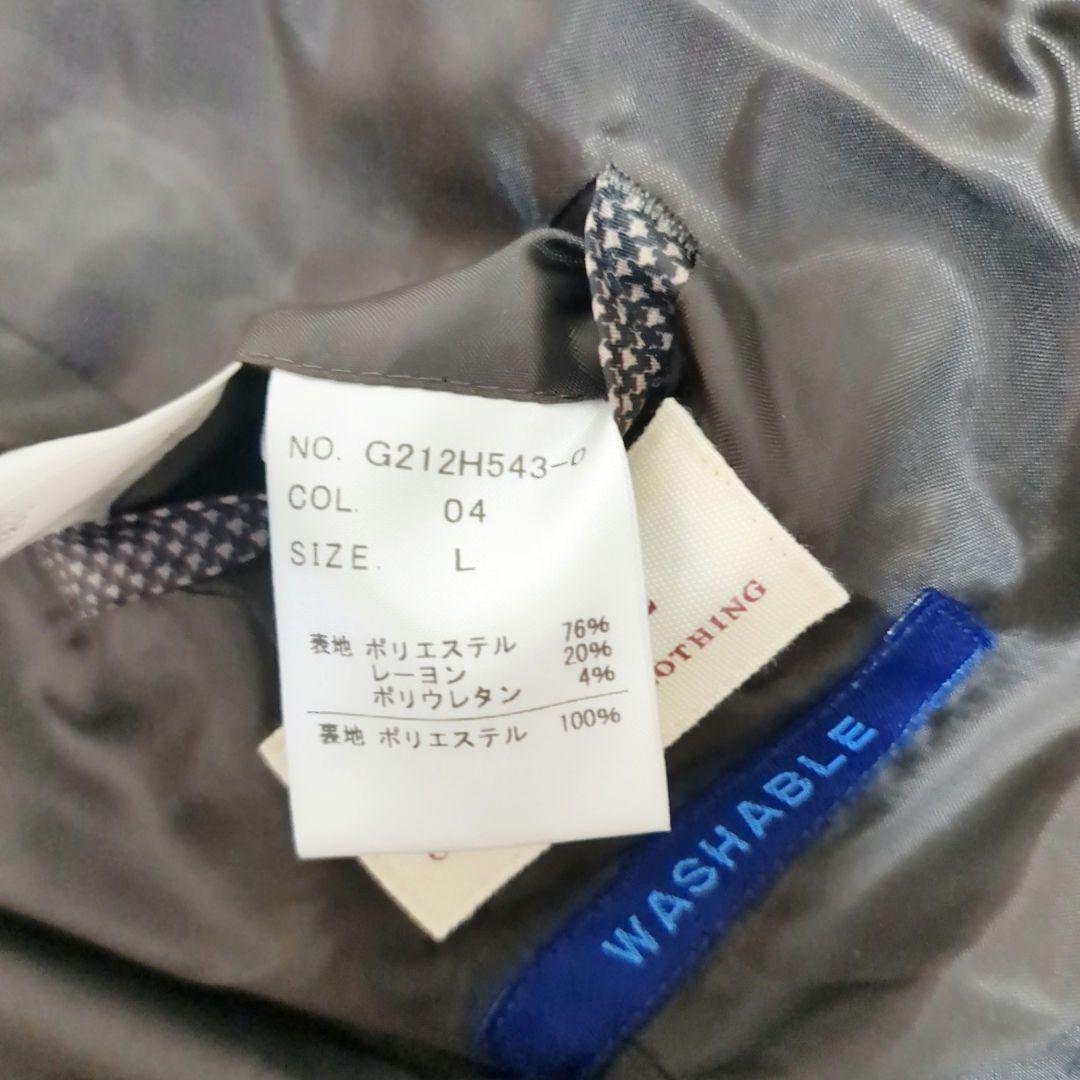 NO. G212H543-0
COL. 04
SIZE. L
表地 ポリエステル 76%
レーヨン 20%
ポリウレタン 4%
裏地 ポリエステル 100%
WASHABLE